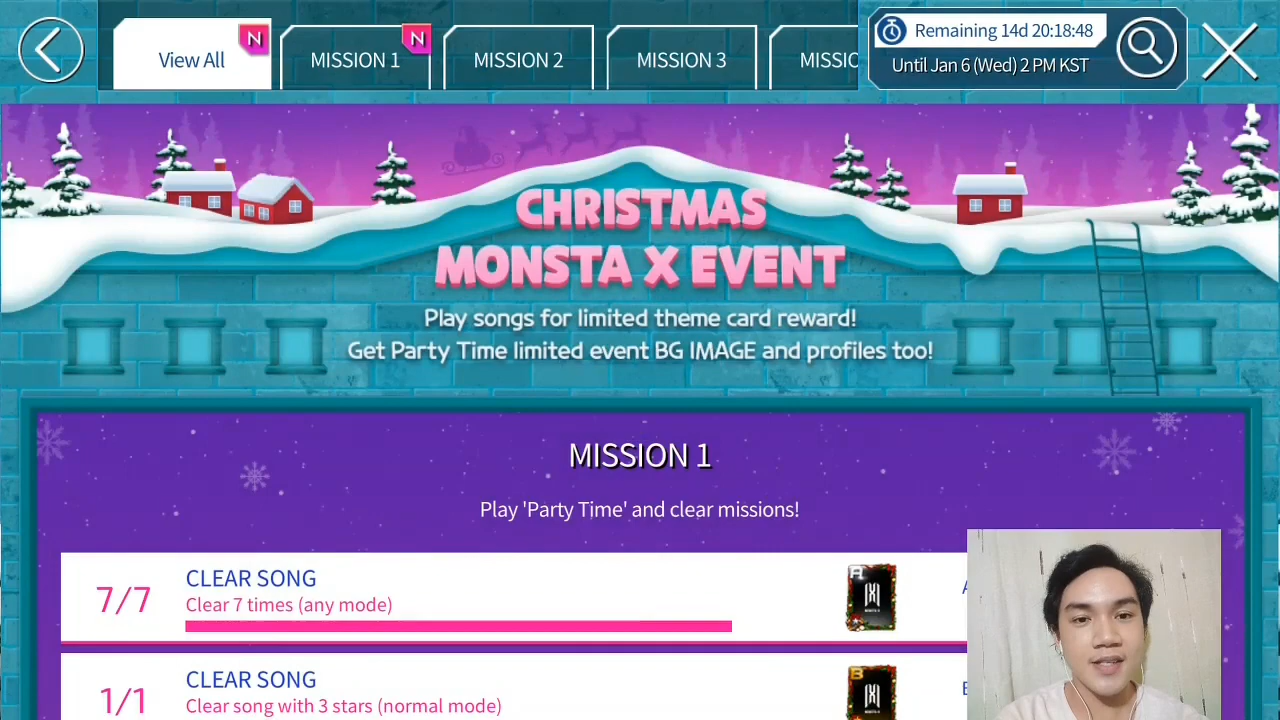 View All
N
MISSION 1
N
MISSION 2
MISSION 3
MISSIO
Remaining 14d 20:18:48
Until Jan 6 (Wed) 2 PM KST
CHRISTMAS
MONSTA X EVENT
Play songs for limited theme card reward!
Get Party Time limited event BG IMAGE and profiles too!
MISSION 1
Play 'Party Time' and clear missions!
7/7
CLEAR SONG
Clear 7 times (any mode)
A
1/1
CLEAR SONG
Clear song with 3 stars (normal mode)
B